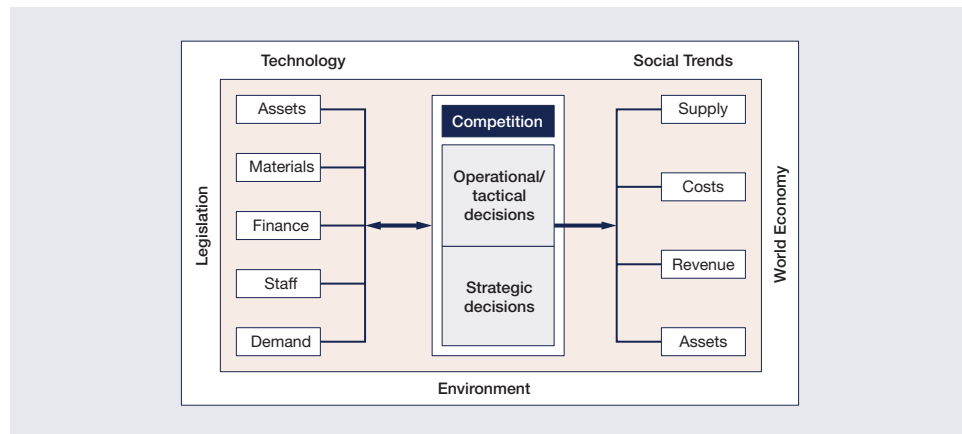 Technology
Social Trends
Legislation
Assets
Materials
Finance
Staff
Demand
Competition
Operational/
tactical
decisions
Strategic
decisions
Supply
Costs
Revenue
Assets
World Economy
Environment